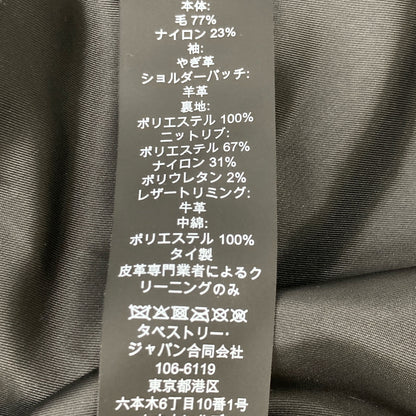 本体:
毛 77%
ナイロン 23%
袖:
やぎ革
ショルダーパッチ:
羊革
裏地:
ポリエステル 100%
ニットリブ:
ポリエステル 67%
ナイロン 31%
ポリウレタン 2%
レザートリミング:
牛革
中綿:
ポリエステル 100%
タイ製
皮革専門業者によるク
リーニングのみ
タペストリー・
ジャパン合同会社
106-6119
東京都港区
六本木6丁目10番1号